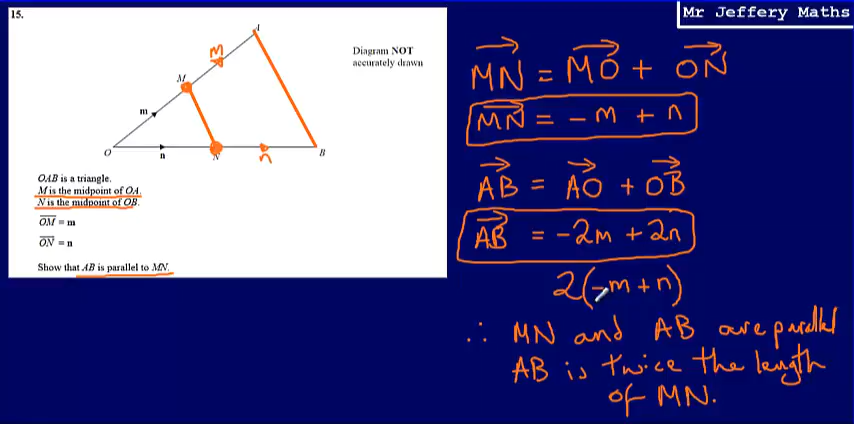 Mr Jeffery Maths
15.
A
m
M
Diagram NOT
accurately drawn
m
O
n
N
n
B
OAB is a triangle.
M is the midpoint of OA.
N is the midpoint of OB.
OM = m
ON = n
Show that AB is parallel to MN.
MN = MO + ON
MN = - m + n
AB = AO + OB
AB = -2m + 2n
2(-m + n)
∴ MN and AB are parallel
AB is twice the length
of MN.